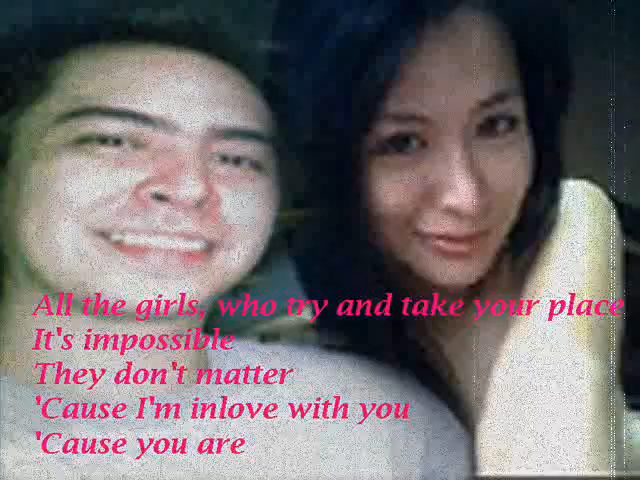 All the girls, who try and take your place
It's impossible
They don't matter
'Cause I'm inlove with you
'Cause you are